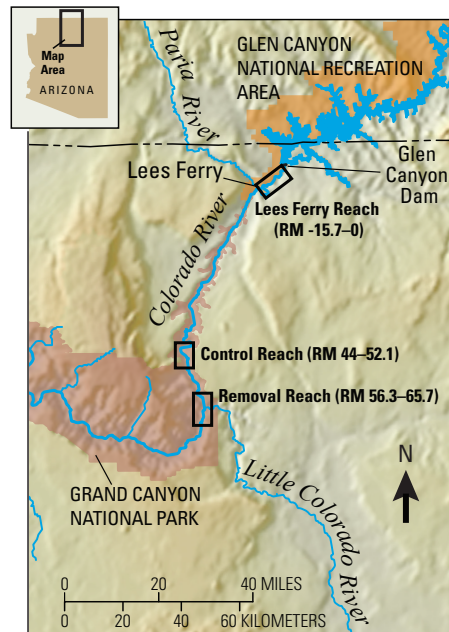 Map
Area
ARIZONA
Paria River
GLEN CANYON
NATIONAL RECREATION
AREA
Lees Ferry
Glen
Canyon
Dam
Lees Ferry Reach
(RM -15.7–0)
Colorado River
Control Reach (RM 44–52.1)
Removal Reach (RM 56.3–65.7)
Little Colorado River
GRAND CANYON
NATIONAL PARK
N
0 20 40 MILES
0 20 40 60 KILOMETERS